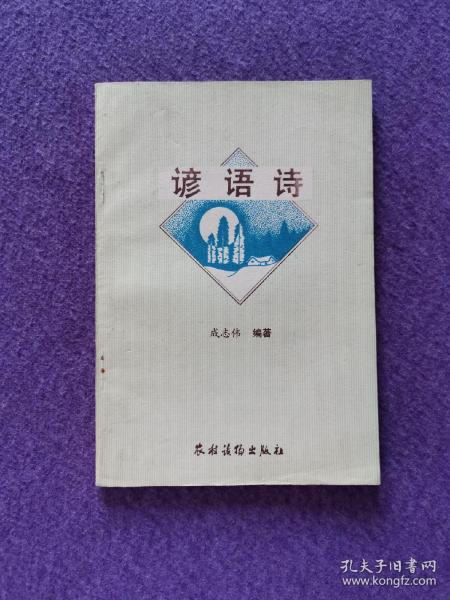 谚语诗
成志伟 编著
农村读物出版社
孔夫子旧书网
www.kongfz.com